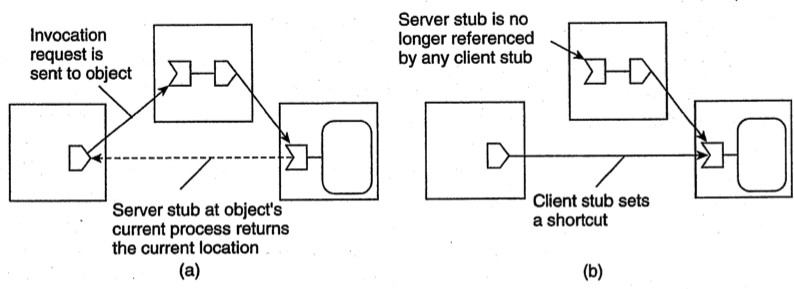 Invocation
request is
sent to object
Server stub at object's
current process returns
the current location
(a)
Server stub is no
longer referenced
by any client stub
Client stub sets
a shortcut
(b)